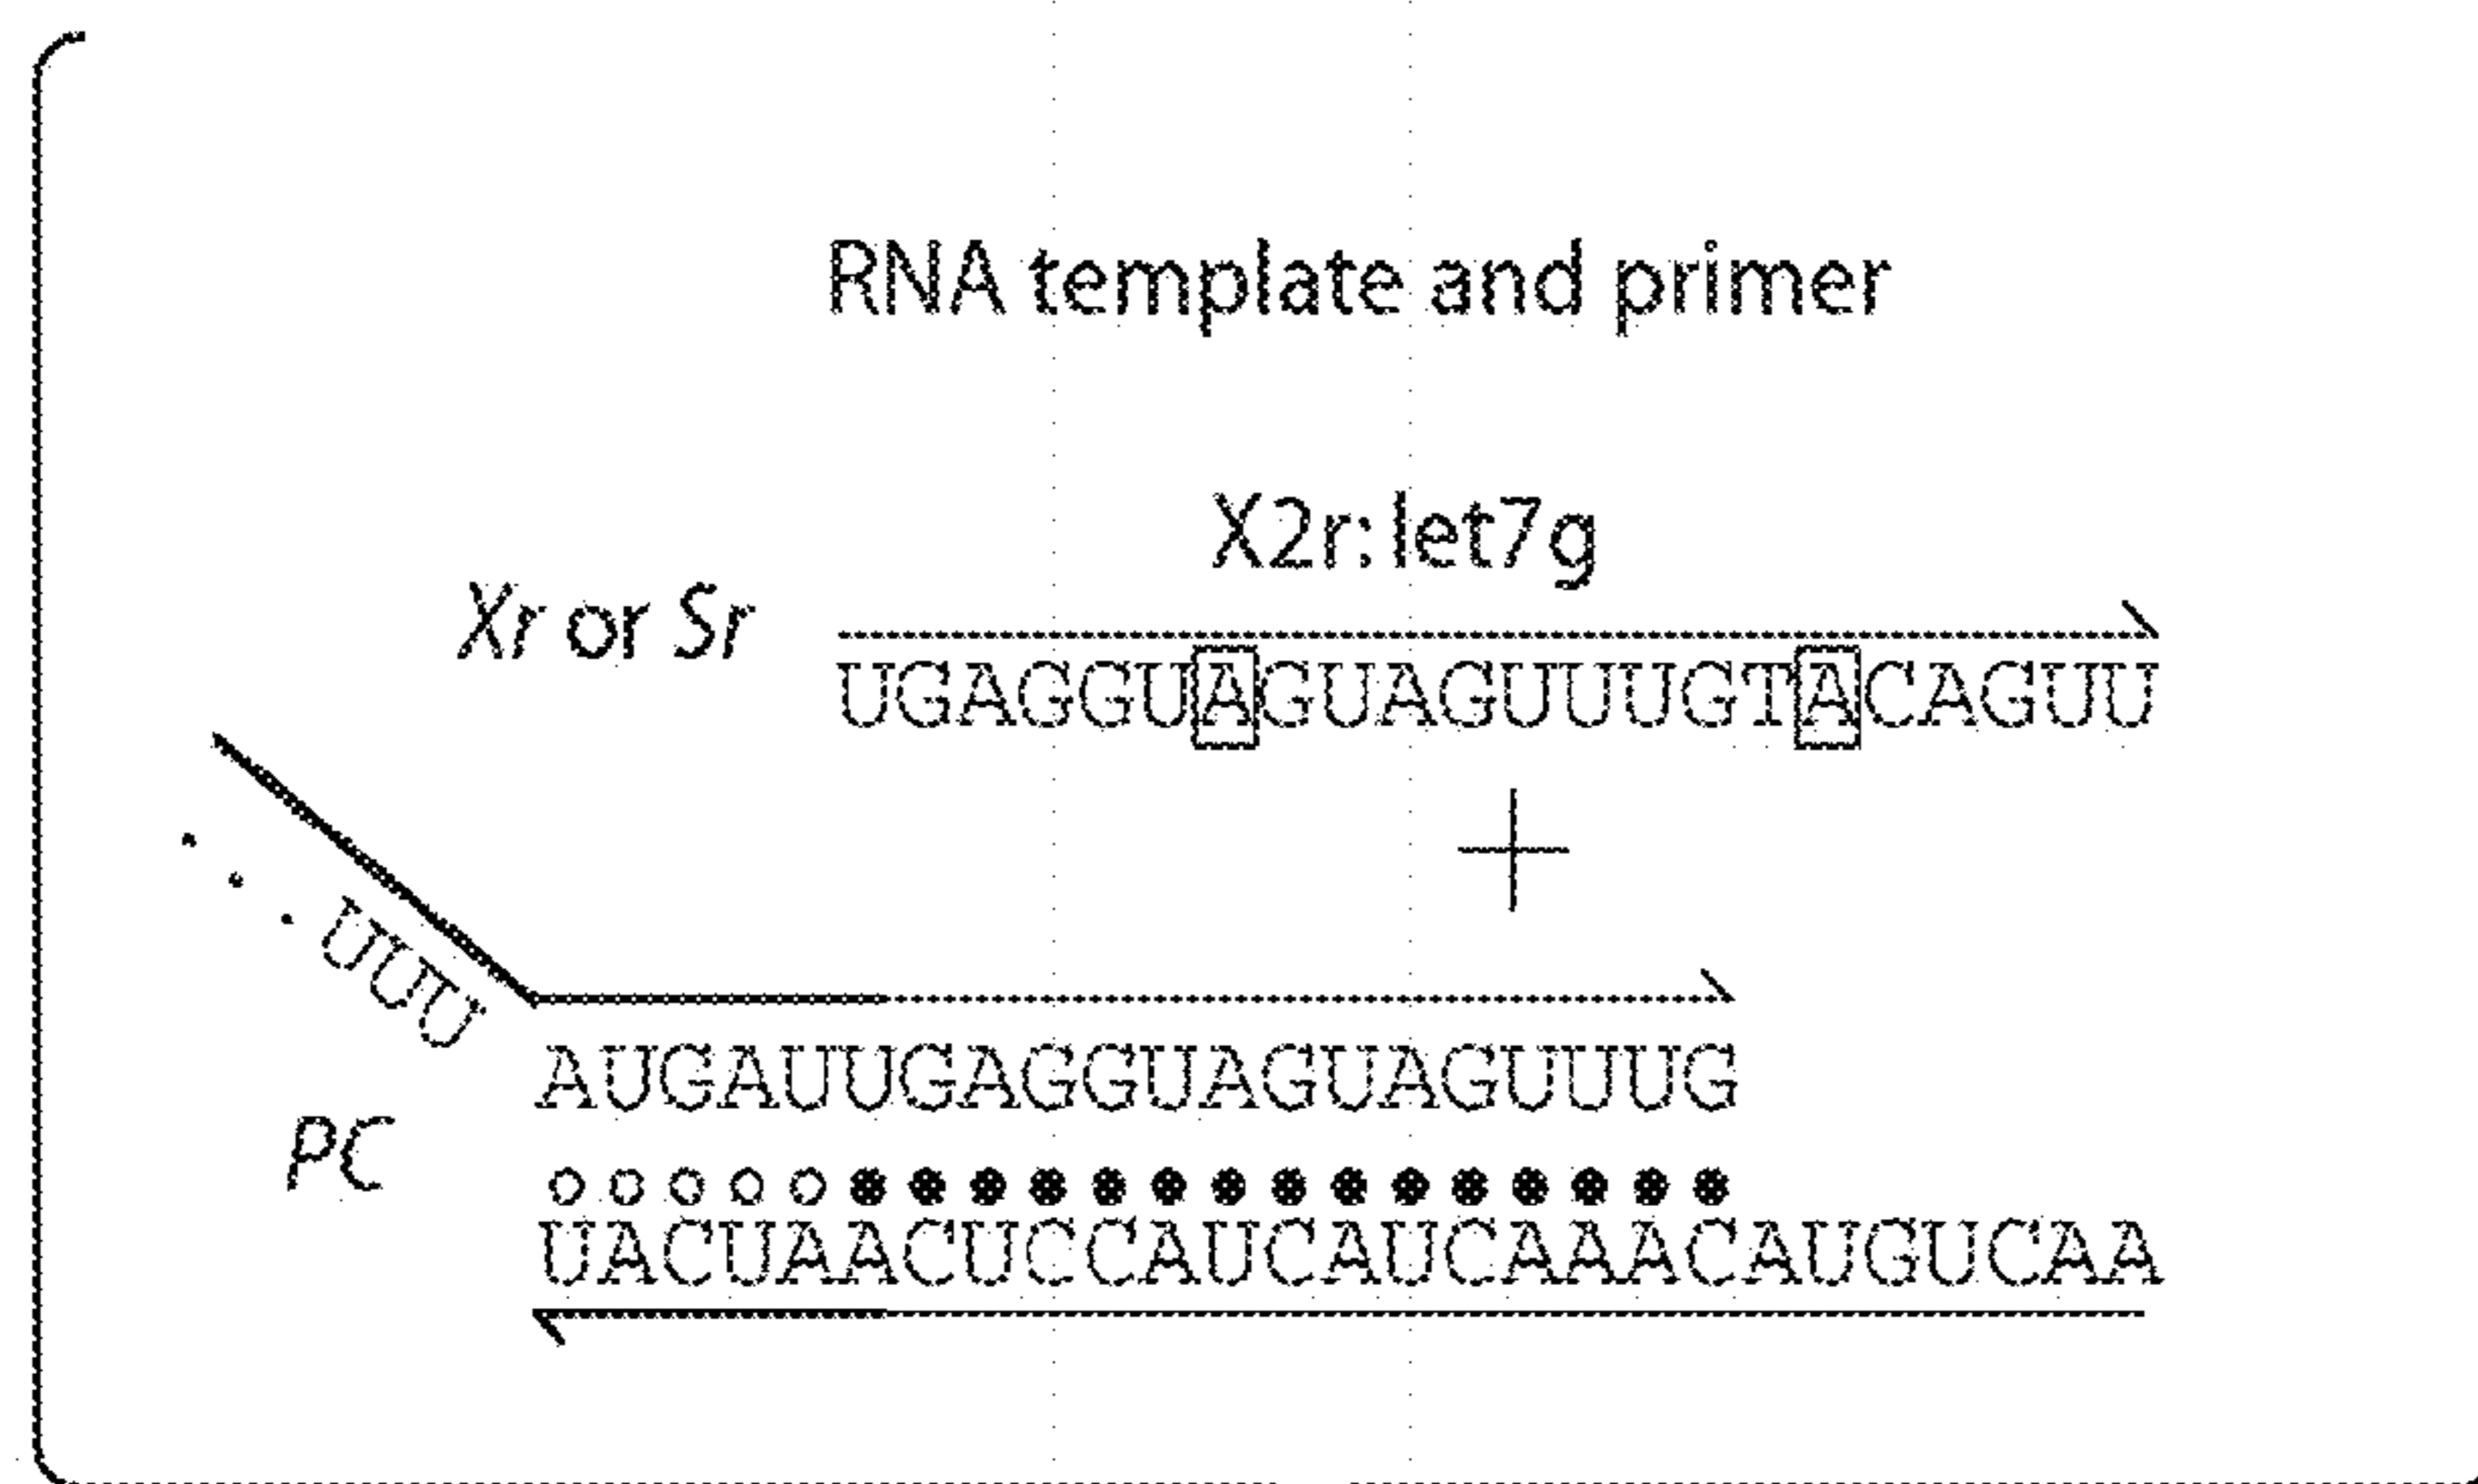 RNA template and primer
X2r: let7g
Xr or Sr
UGAGGUAGUAGUUUGTACAGUU
...UUU
AUGAUUGAGGUAGUAGUUUG
PC
UACUAACUCCAUCAUCAAACAUGUCAA